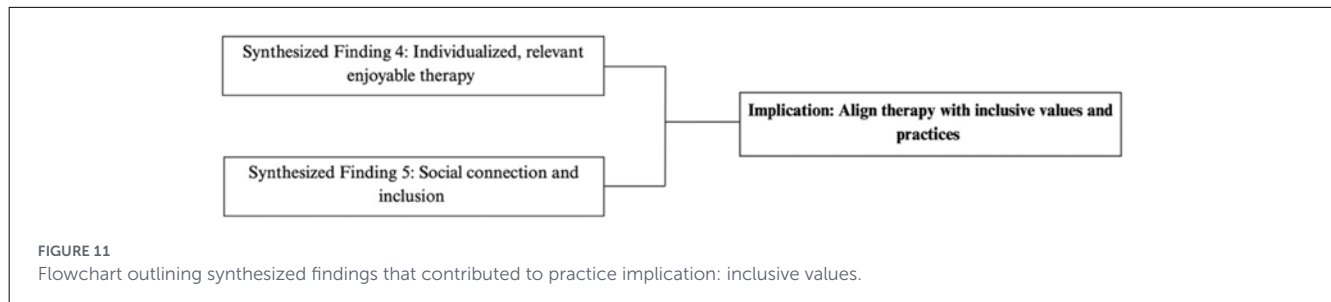 Synthesized Finding 4: Individualized, relevant
enjoyable therapy
Implication: Align therapy with inclusive values and
practices
Synthesized Finding 5: Social connection and
inclusion
FIGURE 11
Flowchart outlining synthesized findings that contributed to practice implication: inclusive values.